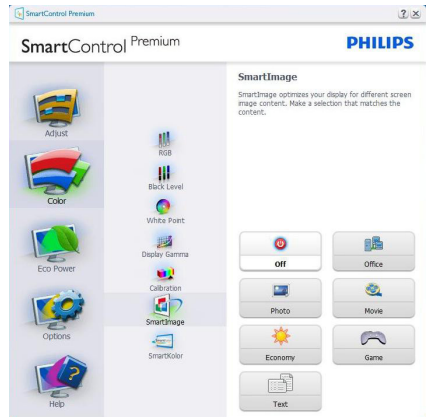 SmartControl Premium
SmartControl Premium
PHILIPS
Adjust
Color
Eco Power
Options
Help
RGB
Black Level
White Point
Display Gamma
Calibration
SmartImage
SmartKolor
SmartImage
SmartImage optimizes your display for different screen
image content. Make a selection that matches the
content.
Off
Office
Photo
Movie
Economy
Game
Text